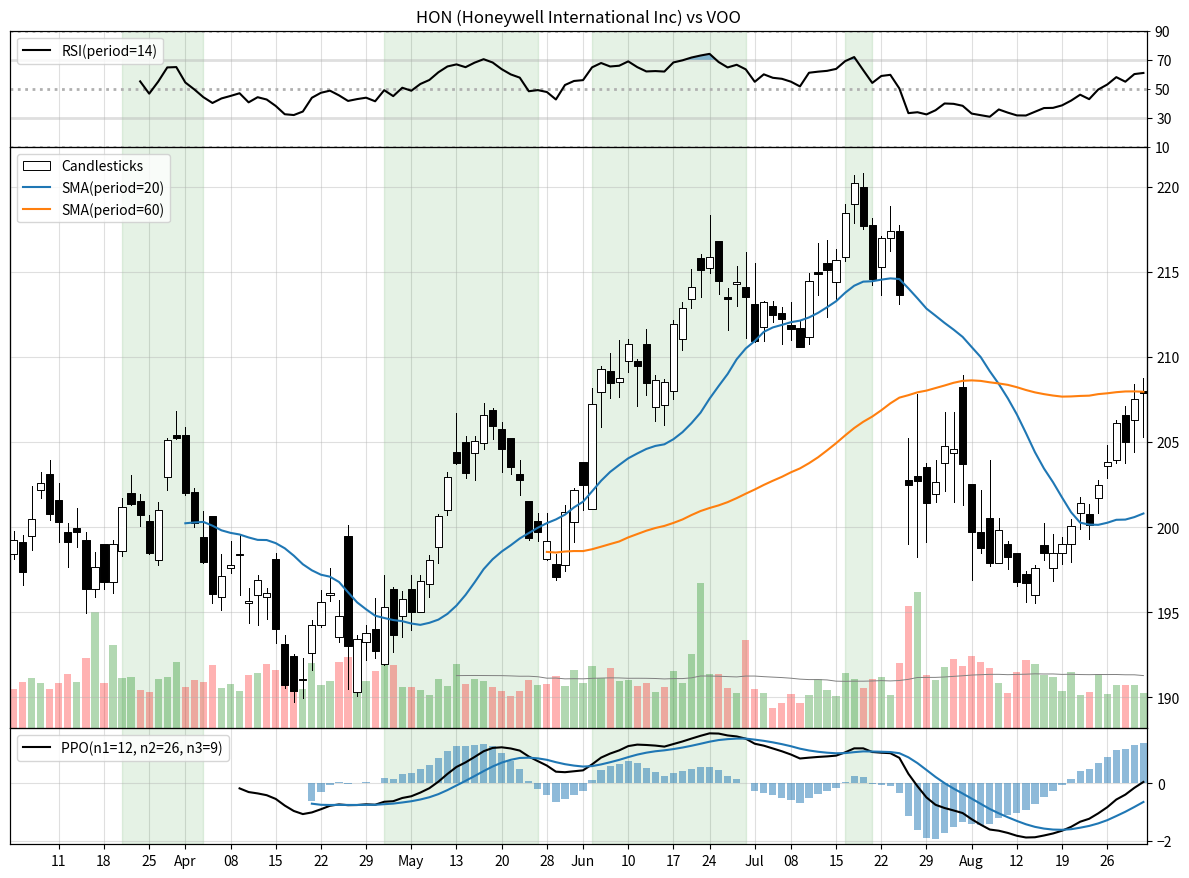 HON (Honeywell International Inc) vs VOO
RSI(period=14)
90
70
50
30
10
Candlesticks
SMA(period=20)
SMA(period=60)
220
215
210
205
200
195
190
PPO(n1=12, n2=26, n3=9)
0
−2
11 18 25 Apr 08 15 22 29 May 13 20 28 Jun 10 17 24 Jul 08 15 22 29 Aug 12 19 26